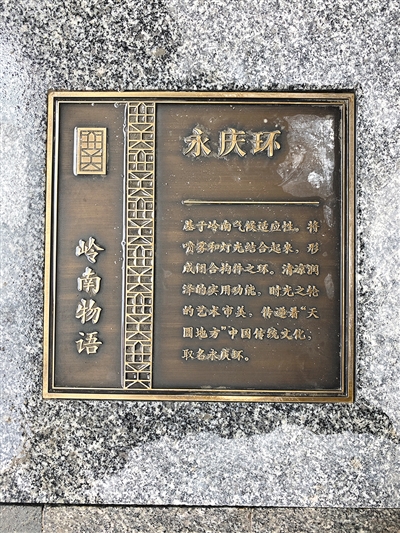 永庆环
岭南物语
基于岭南气候适应性。将
喷雾和灯光结合起来，形
成闭合构筑之环。清凉润
泽的实用功能，时光之轮
的艺术审美，传递着“天
圆地方”中国传统文化，
取名永庆环。